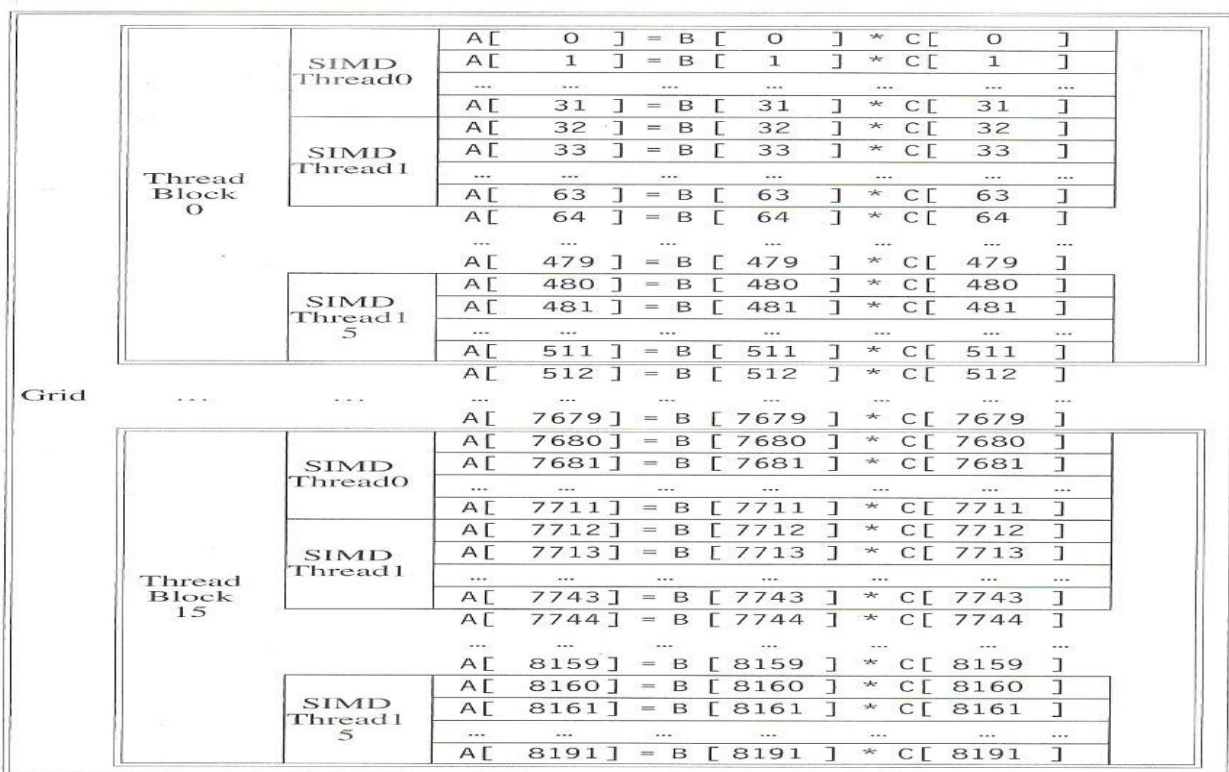 A[ 0 ] = B [ 0 ] * C[ 0 ]
SIMD A[ 1 ] = B [ 1 ] * C[ 1 ]
Thread0 ... ... ... ... ... ... ...
A[ 31 ] = B [ 31 ] * C[ 31 ]
A[ 32 ] = B [ 32 ] * C[ 32 ]
SIMD A[ 33 ] = B [ 33 ] * C[ 33 ]
Thread1 ... ... ... ... ... ... ...
Thread
Block A[ 63 ] = B [ 63 ] * C[ 63 ]
0 A[ 64 ] = B [ 64 ] * C[ 64 ]
... ... ... ... ... ... ...
A[ 479 ] = B [ 479 ] * C[ 479 ]
A[ 480 ] = B [ 480 ] * C[ 480 ]
SIMD A[ 481 ] = B [ 481 ] * C[ 481 ]
Thread1
5 ... ... ... ... ... ... ...
A[ 511 ] = B [ 511 ] * C[ 511 ]
A[ 512 ] = B [ 512 ] * C[ 512 ]
Grid ... ... ... ... ... ... ... ... ...
A[ 7679 ] = B [ 7679 ] * C[ 7679 ]
A[ 7680 ] = B [ 7680 ] * C[ 7680 ]
SIMD A[ 7681 ] = B [ 7681 ] * C[ 7681 ]
Thread0 ... ... ... ... ... ... ...
A[ 7711 ] = B [ 7711 ] * C[ 7711 ]
A[ 7712 ] = B [ 7712 ] * C[ 7712 ]
SIMD A[ 7713 ] = B [ 7713 ] * C[ 7713 ]
Thread1 ... ... ... ... ... ... ...
Thread
Block A[ 7743 ] = B [ 7743 ] * C[ 7743 ]
15 A[ 7744 ] = B [ 7744 ] * C[ 7744 ]
... ... ... ... ... ... ...
A[ 8159 ] = B [ 8159 ] * C[ 8159 ]
A[ 8160 ] = B [ 8160 ] * C[ 8160 ]
SIMD A[ 8161 ] = B [ 8161 ] * C[ 8161 ]
Thread1
5 ... ... ... ... ... ... ...
A[ 8191 ] = B [ 8191 ] * C[ 8191 ]